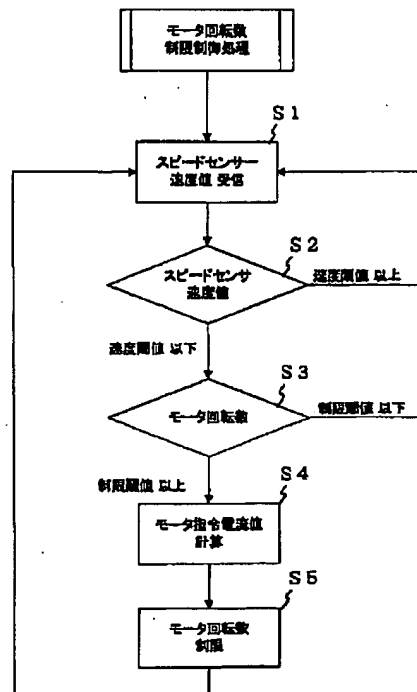 モータ回転数
制限制御処理
S1
スピードセンサー
速度値 受信
S2
スピードセンサ
速度値
速度閾値 以上
速度閾値 以下
S3
モータ回転数
制限閾値 以下
制限閾値 以上
S4
モータ指令電流値
計算
S5
モータ回転数
制限